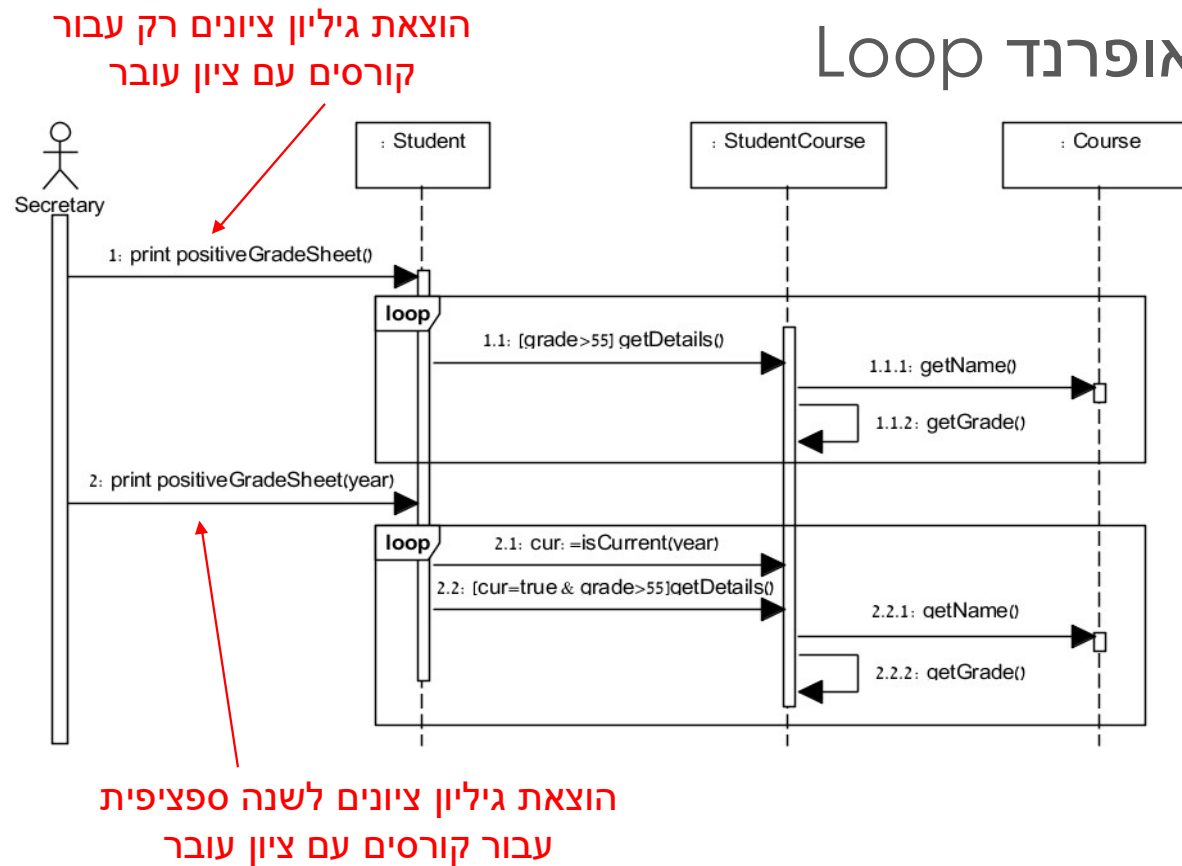 אופרנד Loop
הוצאת גיליון ציונים רק עבור
קורסים עם ציון עובר
: Student
: StudentCourse
: Course
Secretary
1: print positiveGradeSheet()
loop
1.1: [grade>55] getDetails()
1.1.1: getName()
1.1.2: getGrade()
2: print positiveGradeSheet(year)
loop
2.1: cur: =isCurrent(year)
2.2: [cur=true & grade>55]getDetails()
2.2.1: getName()
2.2.2: getGrade()
הוצאת גיליון ציונים לשנה ספציפית
עבור קורסים עם ציון עובר